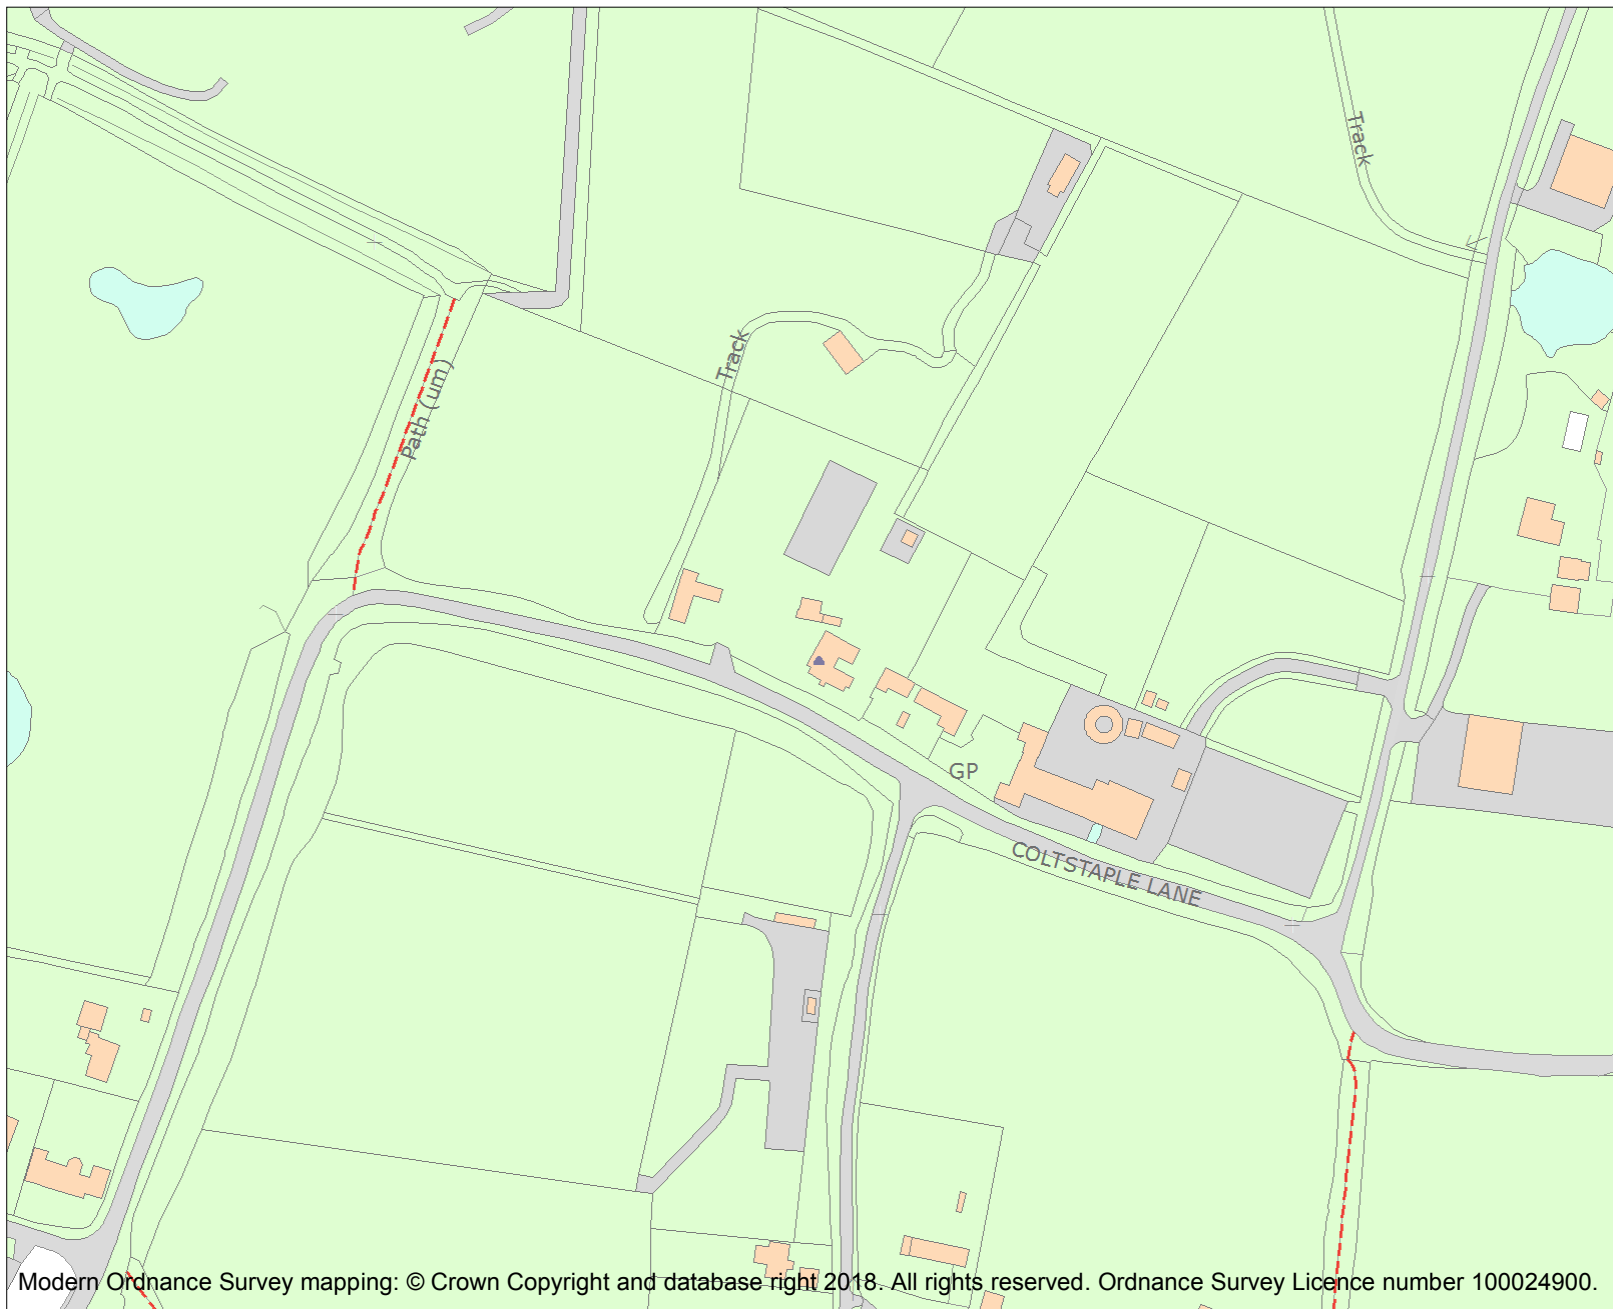 Track
Track
Path (um)
GP
COLTSTAPLE LANE
Modern Ordnance Survey mapping: © Crown Copyright and database right 2018. All rights reserved. Ordnance Survey Licence number 100024900.